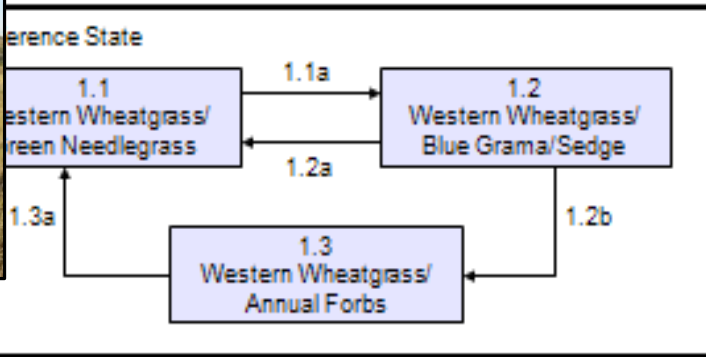 erence State
1.1a
1.1
estern Wheatgrass/
reen Needlegrass
1.2
Western Wheatgrass/
Blue Grama/Sedge
1.2a
1.3a
1.2b
1.3
Western Wheatgrass/
Annual Forbs